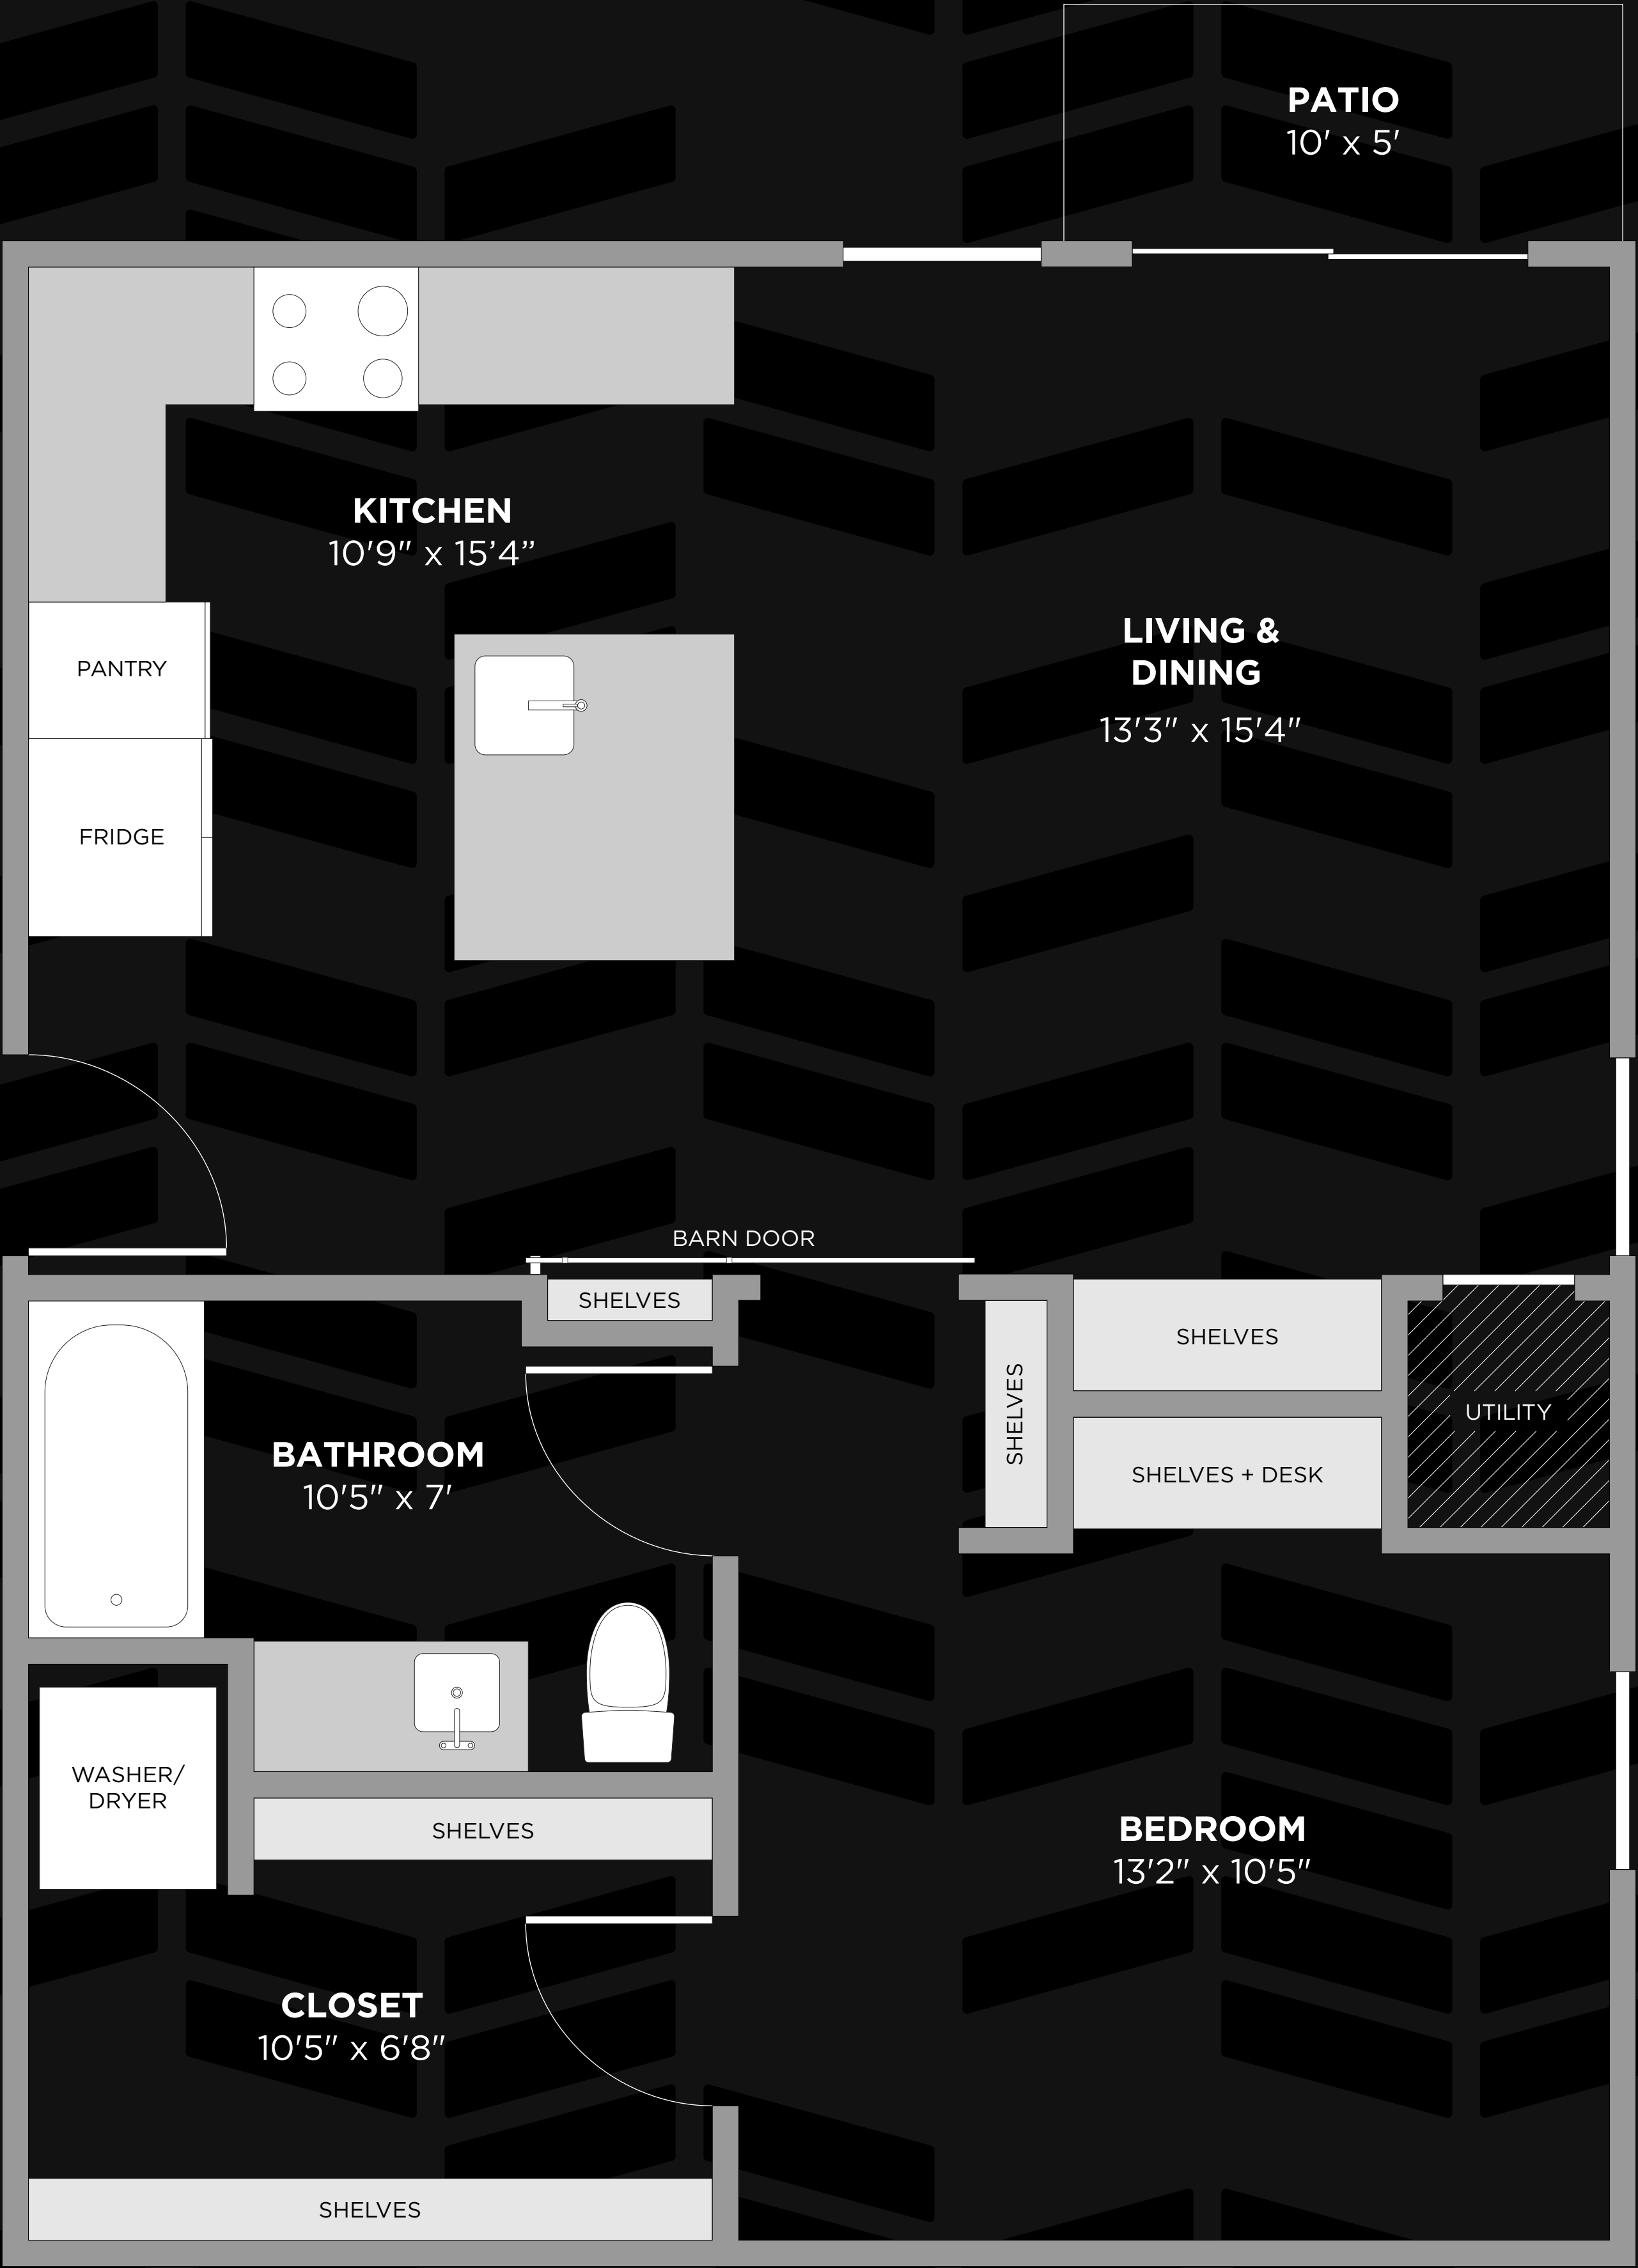 PATIO
10' x 5'
KITCHEN
10'9" x 15’4”
LIVING &
DINING
13'3" x 15'4"
PANTRY
FRIDGE
BARN DOOR
SHELVES
SHELVES
SHELVES
UTILITY
SHELVES + DESK
BATHROOM
10'5" x 7'
WASHER/
DRYER
SHELVES
BEDROOM
13'2" x 10'5"
CLOSET
10'5" x 6'8"
SHELVES